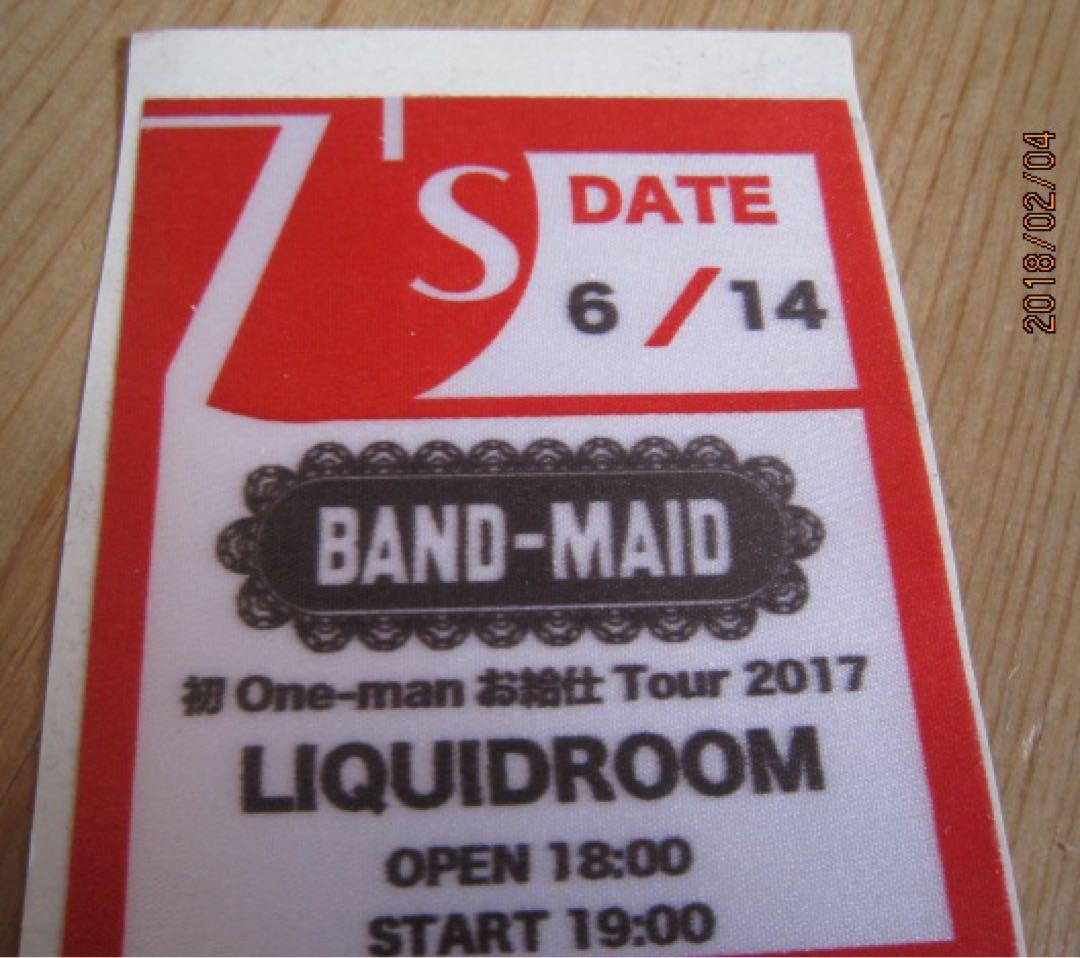 7's
DATE
6/14
BAND-MAID
初 One-man お給仕 Tour 2017
LIQUIDROOM
OPEN 18:00
START 19:00
2018/02/04